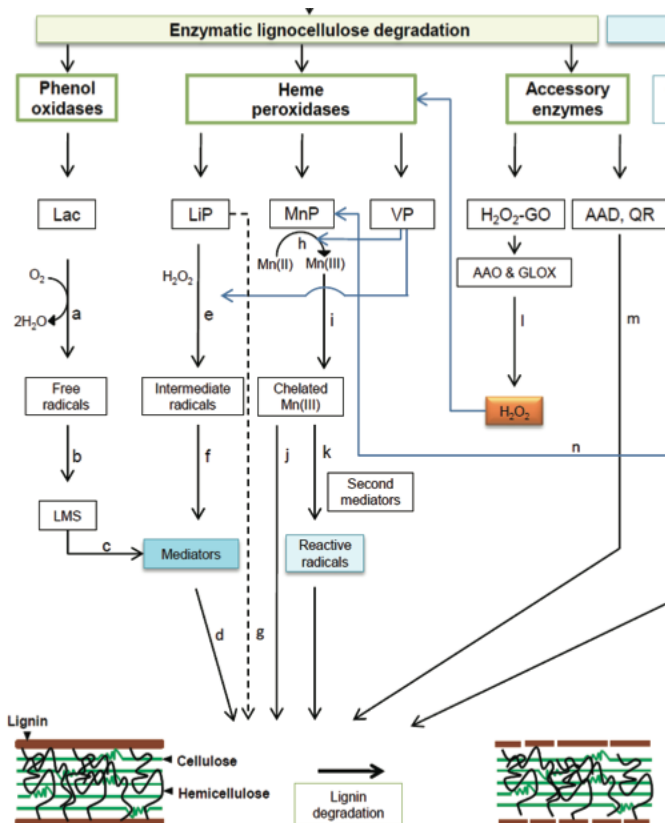 Enzymatic lignocellulose degradation
Phenol
oxidases
Heme
peroxidases
Accessory
enzymes
Lac
LiP
MnP
VP
H₂O₂-GO
AAD, QR
h
Mn(II)
Mn(III)
AAO & GLOX
O₂
2H₂O
a
H₂O₂
e
i
l
m
Free
radicals
Intermediate
radicals
Chelated
Mn(III)
H₂O₂
b
f
j
k
n
Second
mediators
LMS
c
Mediators
Reactive
radicals
d
g
Lignin
Cellulose
Hemicellulose
Lignin
degradation